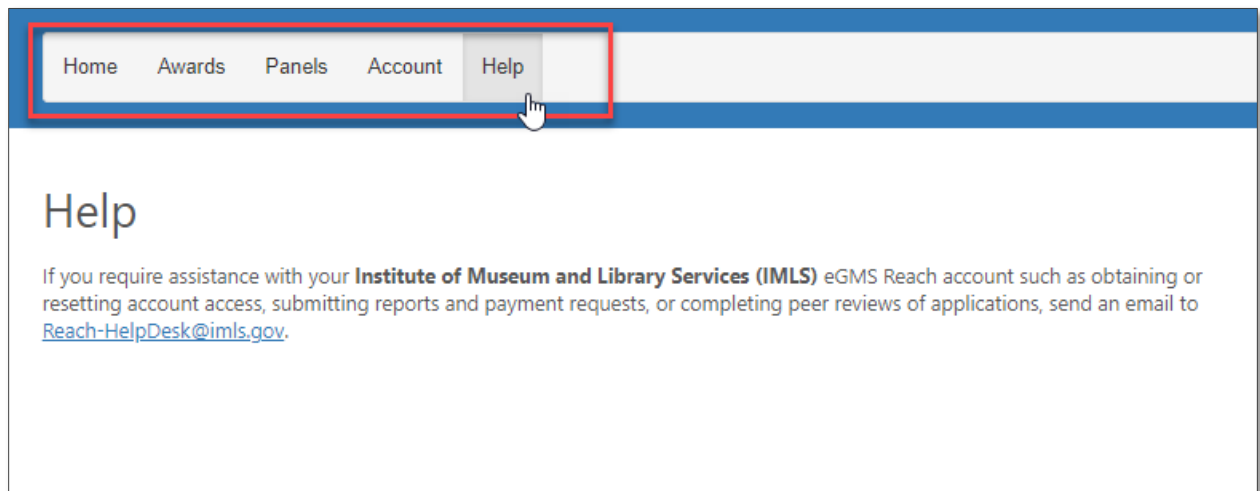 Home Awards Panels Account Help
Help
If you require assistance with your Institute of Museum and Library Services (IMLS) eGMS Reach account such as obtaining or
resetting account access, submitting reports and payment requests, or completing peer reviews of applications, send an email to
Reach-HelpDesk@imls.gov.